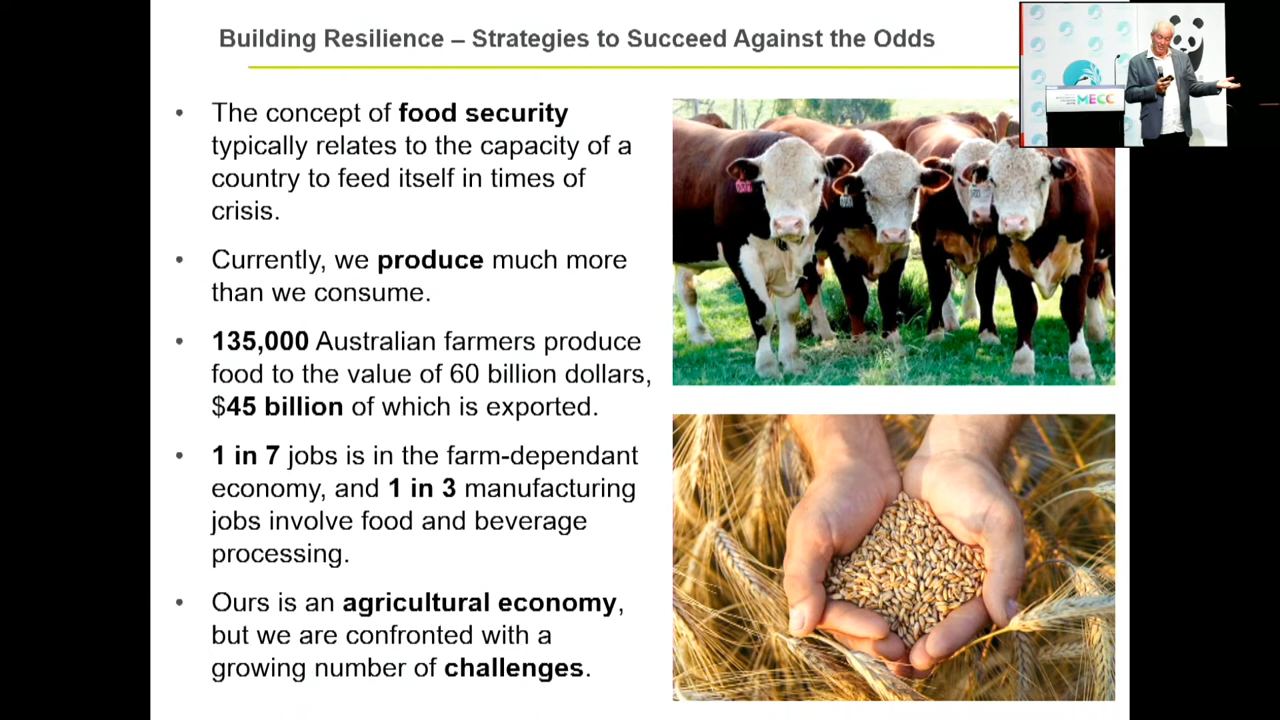 Building Resilience – Strategies to Succeed Against the Odds
• The concept of food security
typically relates to the capacity of a
country to feed itself in times of
crisis.
• Currently, we produce much more
than we consume.
• 135,000 Australian farmers produce
food to the value of 60 billion dollars,
$45 billion of which is exported.
• 1 in 7 jobs is in the farm-dependant
economy, and 1 in 3 manufacturing
jobs involve food and beverage
processing.
• Ours is an agricultural economy,
but we are confronted with a
growing number of challenges.
MECC